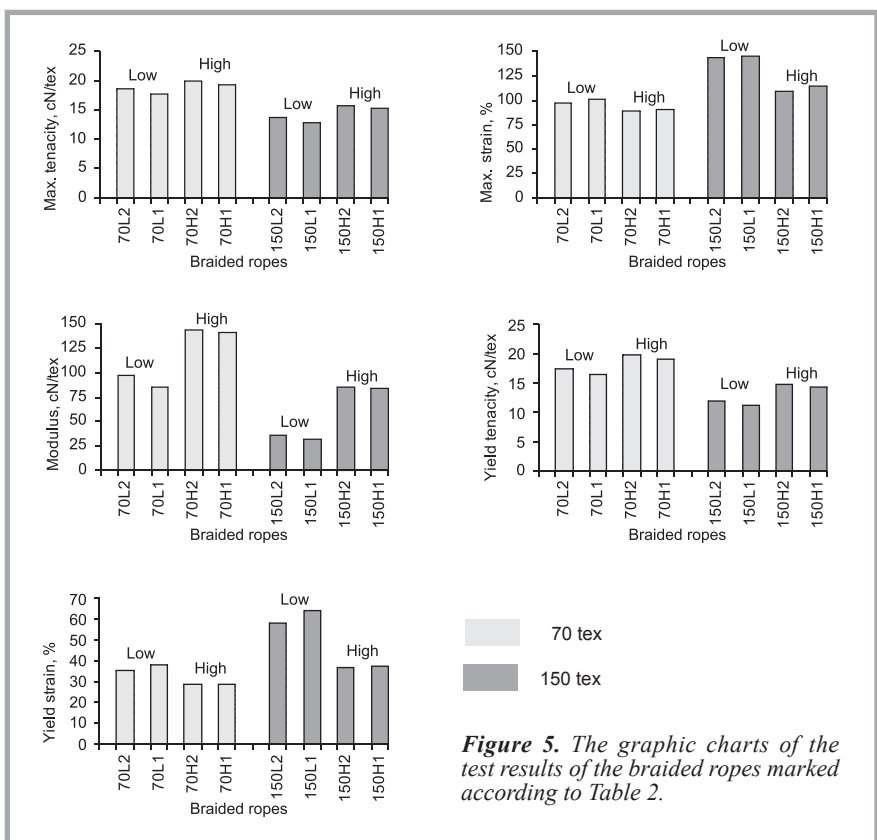 Max. tenacity, cN/tex
25
20
15
10
5
0
Low
High
Low
High
70L2
70L1
70H2
70H1
150L2
150L1
150H2
150H1
Braided ropes
Max. strain, %
150
125
100
75
50
25
0
Low
High
Low
High
70L2
70L1
70H2
70H1
150L2
150L1
150H2
150H1
Braided ropes
Modulus, cN/tex
150
125
100
75
50
25
0
Low
High
Low
High
70L2
70L1
70H2
70H1
150L2
150L1
150H2
150H1
Braided ropes
Yield tenacity, cN/tex
25
20
15
10
5
0
Low
High
Low
High
70L2
70L1
70H2
70H1
150L2
150L1
150H2
150H1
Braided ropes
Yield strain, %
70
60
50
40
30
20
10
0
Low
High
Low
High
70L2
70L1
70H2
70H1
150L2
150L1
150H2
150H1
Braided ropes
70 tex
150 tex
Figure 5. The graphic charts of the
test results of the braided ropes marked
according to Table 2.